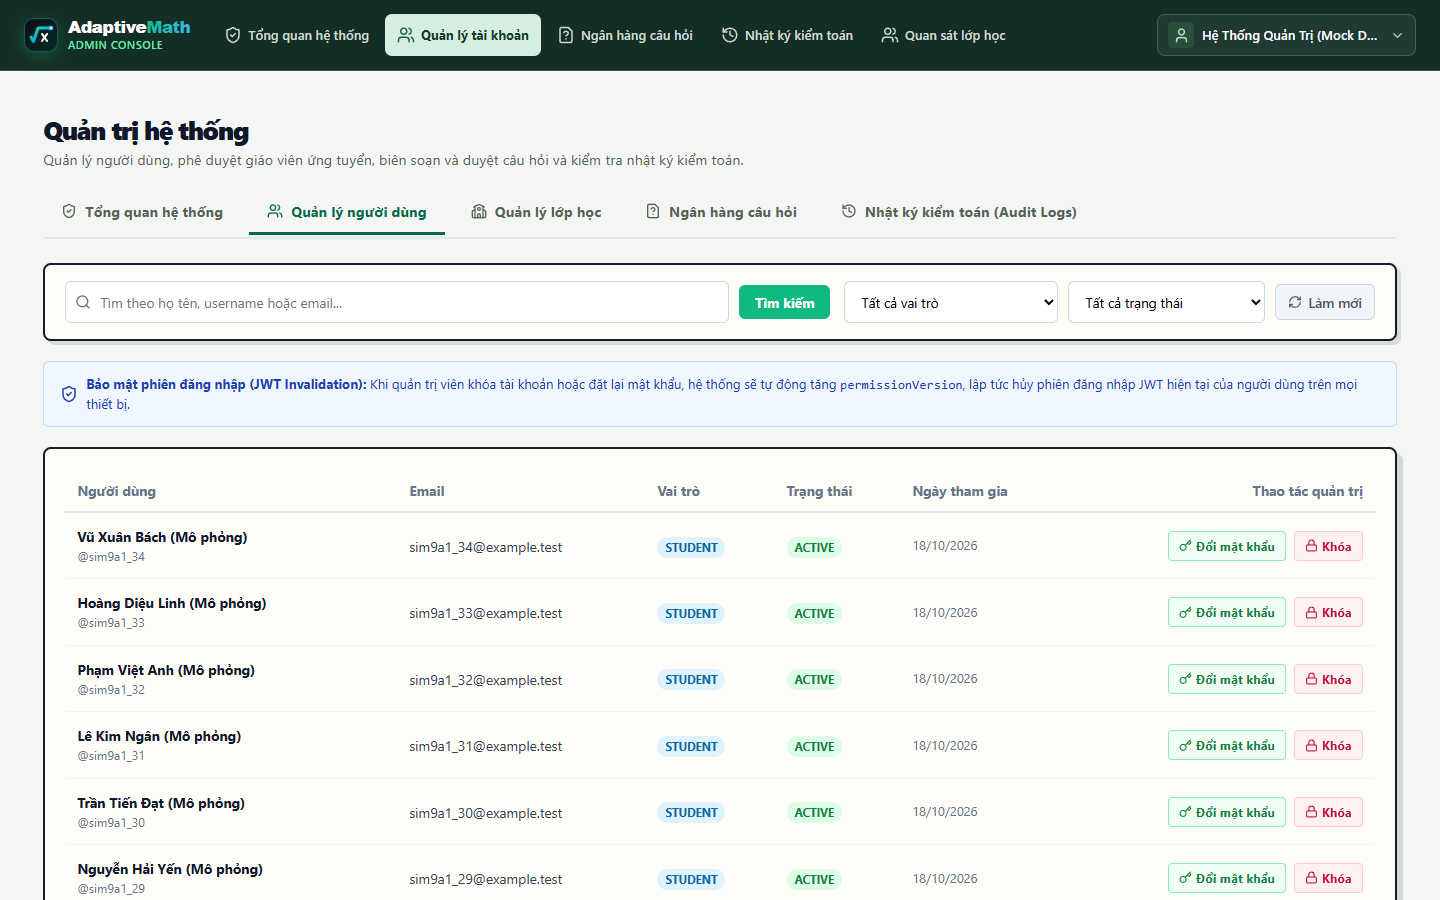 AdaptiveMath
ADMIN CONSOLE
Tổng quan hệ thống
Quản lý tài khoản
Ngân hàng câu hỏi
Nhật ký kiểm toán
Quan sát lớp học
Hệ Thống Quản Trị (Mock D...
Quản trị hệ thống
Quản lý người dùng, phê duyệt giáo viên ứng tuyển, biên soạn và duyệt câu hỏi và kiểm tra nhật ký kiểm toán.
Tổng quan hệ thống
Quản lý người dùng
Quản lý lớp học
Ngân hàng câu hỏi
Nhật ký kiểm toán (Audit Logs)
Tìm theo họ tên, username hoặc email...
Tìm kiếm
Tất cả vai trò
Tất cả trạng thái
Làm mới
Bảo mật phiên đăng nhập (JWT Invalidation): Khi quản trị viên khóa tài khoản hoặc đặt lại mật khẩu, hệ thống sẽ tự động tăng permissionVersion, lập tức hủy phiên đăng nhập JWT hiện tại của người dùng trên mọi
thiết bị.
Người dùng Email Vai trò Trạng thái Ngày tham gia Thao tác quản trị
Vũ Xuân Bách (Mô phỏng)
@sim9a1_34
sim9a1_34@example.test STUDENT ACTIVE 18/10/2026 Đổi mật khẩu Khóa
Hoàng Diệu Linh (Mô phỏng)
@sim9a1_33
sim9a1_33@example.test STUDENT ACTIVE 18/10/2026 Đổi mật khẩu Khóa
Phạm Việt Anh (Mô phỏng)
@sim9a1_32
sim9a1_32@example.test STUDENT ACTIVE 18/10/2026 Đổi mật khẩu Khóa
Lê Kim Ngân (Mô phỏng)
@sim9a1_31
sim9a1_31@example.test STUDENT ACTIVE 18/10/2026 Đổi mật khẩu Khóa
Trần Tiến Đạt (Mô phỏng)
@sim9a1_30
sim9a1_30@example.test STUDENT ACTIVE 18/10/2026 Đổi mật khẩu Khóa
Nguyễn Hải Yến (Mô phỏng)
@sim9a1_29
sim9a1_29@example.test STUDENT ACTIVE 18/10/2026 Đổi mật khẩu Khóa